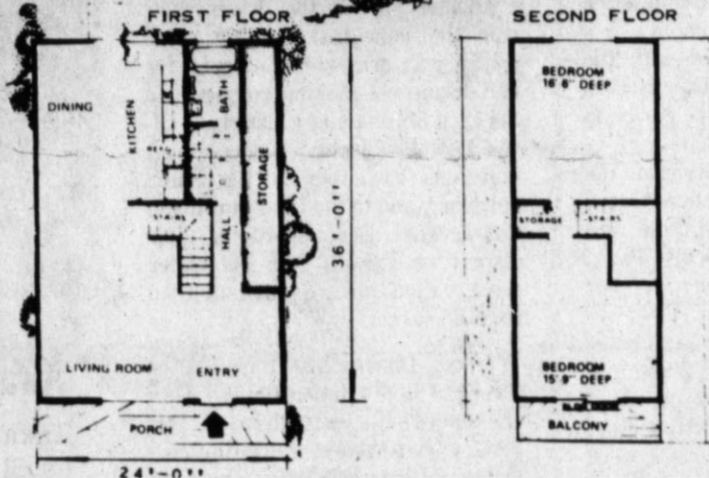 FIRST FLOOR
DINING
KITCHEN
BATH
STORAGE
STAIRS
HALL
36'-0"
LIVING ROOM
ENTRY
PORCH
24'-0"
SECOND FLOOR
BEDROOM
16' 6" DEEP
STORAGE
STAIRS
BEDROOM
15' 9" DEEP
BALCONY